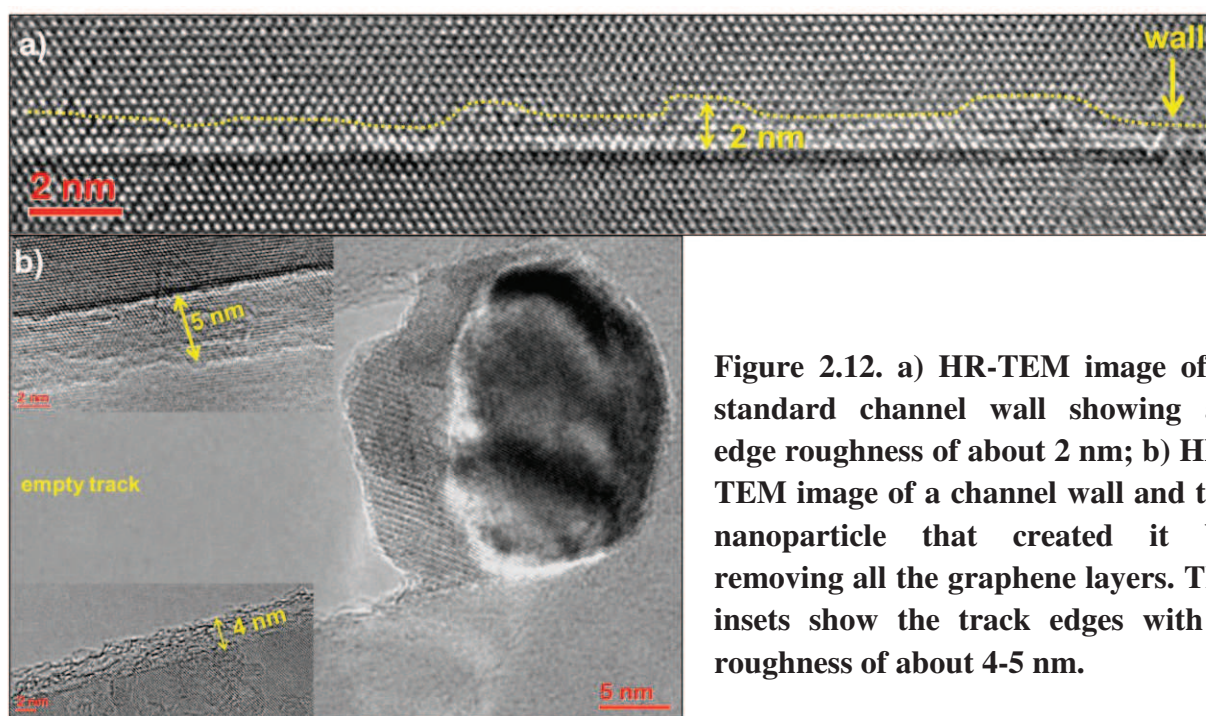 a)
wall
2 nm
2 nm
b)
5 nm
2 nm
empty track
4 nm
5 nm
Figure 2.12. a) HR-TEM image of
standard channel wall showing
edge roughness of about 2 nm; b)
TEM image of a channel wall and
nanoparticle that created it
removing all the graphene layers.
insets show the track edges with
roughness of about 4-5 nm.